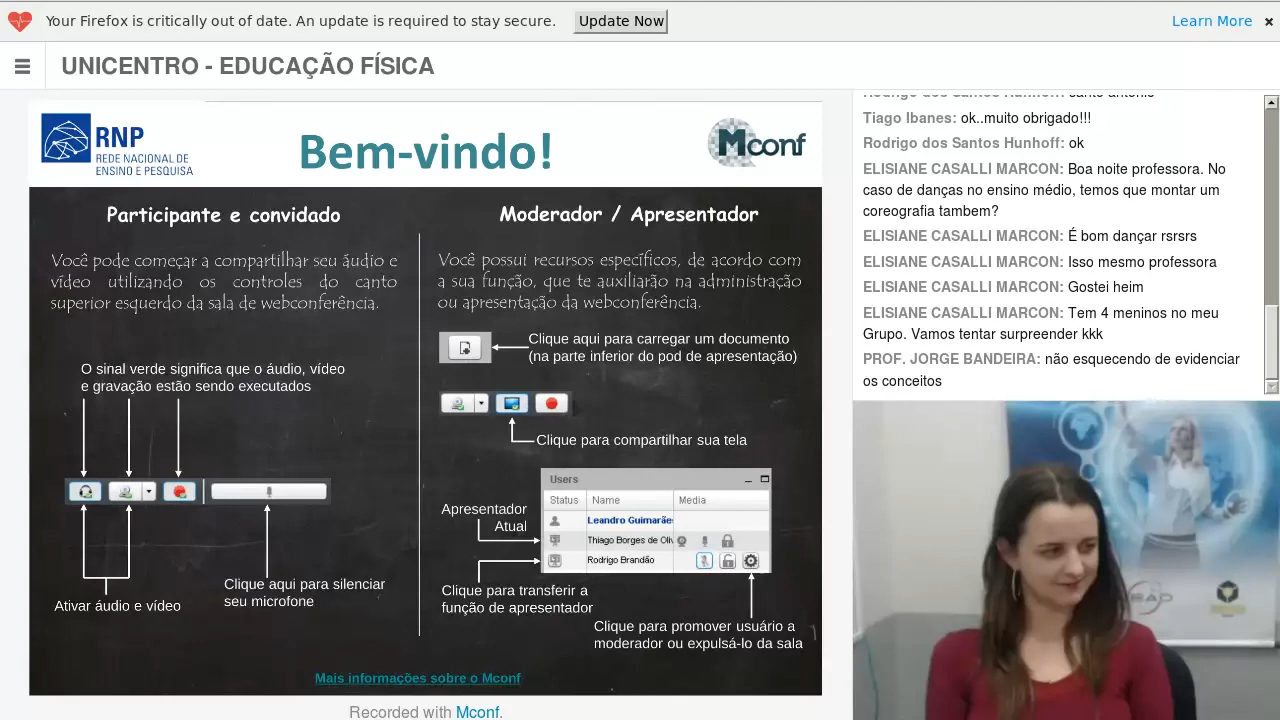 Your Firefox is critically out of date. An update is required to stay secure. Update Now Learn More ×
UNICENTRO - EDUCAÇÃO FÍSICA
RNP
REDE NACIONAL DE
ENSINO E PESQUISA
Bem-vindo!
Mconf
Participante e convidado
Você pode começar a compartilhar seu áudio e
vídeo utilizando os controles do canto
superior esquerdo da sala de webconferência.
O sinal verde significa que o áudio, vídeo
e gravação estão sendo executados
Ativar áudio e vídeo
Clique aqui para silenciar
seu microfone
Moderador / Apresentador
Você possui recursos específicos, de acordo com
a sua função, que te auxiliarão na administração
ou apresentação da webconferência.
Clique aqui para carregar um documento
(na parte inferior do pod de apresentação)
Clique para compartilhar sua tela
Users
Status Name Media
Leandro Guimarães
Thiago Borges de Oliv
Rodrigo Brandão
Apresentador
Atual
Clique para transferir a
função de apresentador
Clique para promover usuário a
moderador ou expulsá-lo da sala
Mais informações sobre o Mconf
Recorded with Mconf.
Rodrigo dos Santos Hunhoff: santo antonio
Tiago Ibanes: ok..muito obrigado!!!
Rodrigo dos Santos Hunhoff: ok
ELISIANE CASALLI MARCON: Boa noite professora. No
caso de danças no ensino médio, temos que montar um
coreografia tambem?
ELISIANE CASALLI MARCON: É bom dançar rsrsrs
ELISIANE CASALLI MARCON: Isso mesmo professora
ELISIANE CASALLI MARCON: Gostei heim
ELISIANE CASALLI MARCON: Tem 4 meninos no meu
Grupo. Vamos tentar surpreender kkk
PROF. JORGE BANDEIRA: não esquecendo de evidenciar
os conceitos